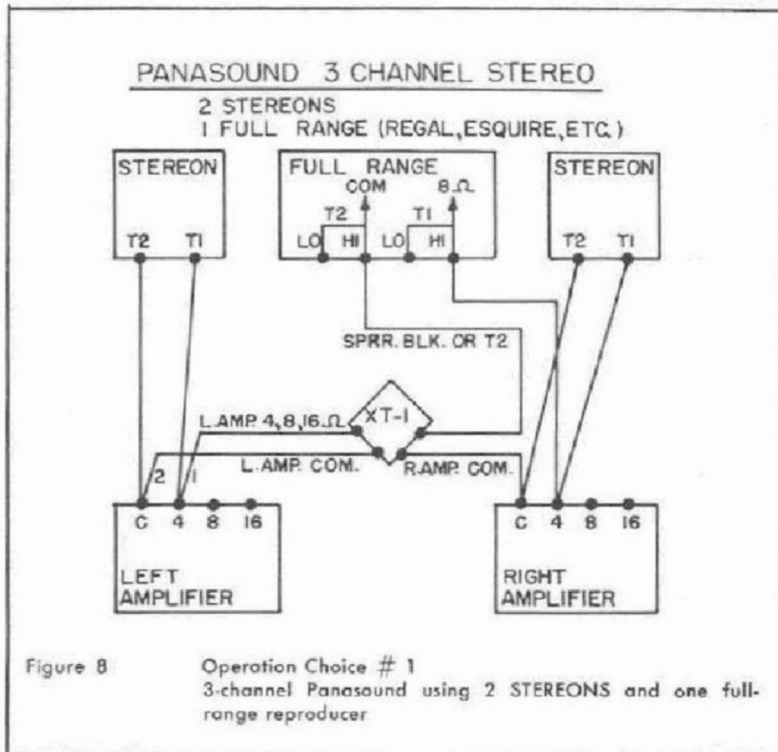 PANASOUND 3 CHANNEL STEREO
2 STEREONS
1 FULL RANGE (REGAL, ESQUIRE, ETC.)
STEREON
T2 T1
FULL RANGE
COM 8Ω
T2 T1
LO HI LO HI
STEREON
T2 T1
SPKR. BLK. OR T2
XT-1
L.AMP. 4,8,16Ω
L.AMP. COM.
R.AMP. COM.
2 1
C 4 8 16
LEFT
AMPLIFIER
C 4 8 16
RIGHT
AMPLIFIER
Figure 8
Operation Choice # 1
3-channel Panasound using 2 STEREONS and one full-
range reproducer